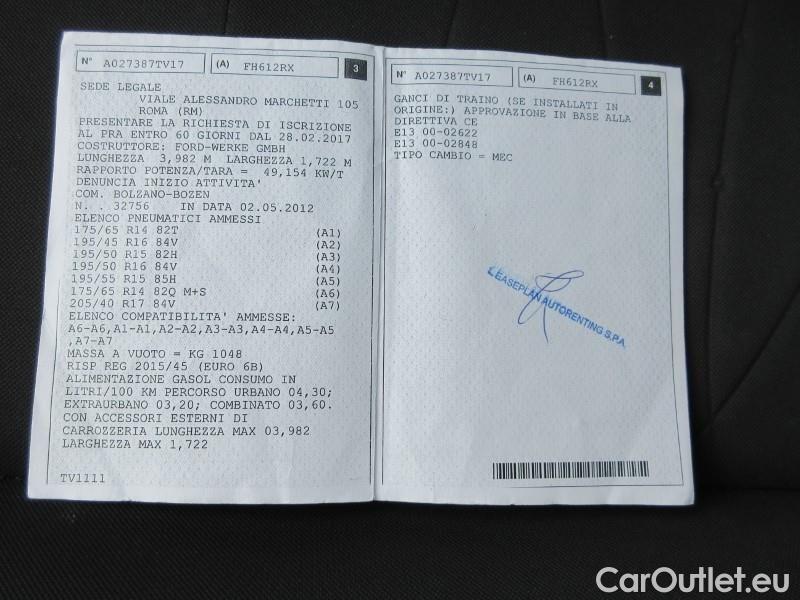 N° A027387TV17 (A) FH612RX 3
SEDE LEGALE
VIALE ALESSANDRO MARCHETTI 105
ROMA (RM)
PRESENTARE LA RICHIESTA DI ISCRIZIONE
AL PRA ENTRO 60 GIORNI DAL 28.02.2017
COSTRUTTORE: FORD-WERKE GMBH
LUNGHEZZA 3,982 M LARGHEZZA 1,722 M
RAPPORTO POTENZA/TARA = 49,154 KW/T
DENUNCIA INIZIO ATTIVITA'
COM. BOLZANO-BOZEN
N. . 32756 IN DATA 02.05.2012
ELENCO PNEUMATICI AMMESSI
175/65 R14 82T (A1)
195/45 R16 84V (A2)
195/50 R15 82H (A3)
195/50 R16 84V (A4)
195/55 R15 85H (A5)
175/65 R14 82Q M+S (A6)
205/40 R17 84V (A7)
ELENCO COMPATIBILITA' AMMESSE:
A6-A6,A1-A1,A2-A2,A3-A3,A4-A4,A5-A5
,A7-A7
MASSA A VUOTO = KG 1048
RISP REG 2015/45 (EURO 6B)
ALIMENTAZIONE GASOL CONSUMO IN
LITRI/100 KM PERCORSO URBANO 04,30;
EXTRAURBANO 03,20; COMBINATO 03,60.
CON ACCESSORI ESTERNI DI
CARROZZERIA LUNGHEZZA MAX 03,982
LARGHEZZA MAX 1,722
TV1111
N° A027387TV17 (A) FH612RX 4
GANCI DI TRAINO (SE INSTALLATI IN
ORIGINE:) APPROVAZIONE IN BASE ALLA
DIRETTIVA CE
E13 00-02622
E13 00-02848
TIPO CAMBIO = MEC
LEASEPLAN AUTORENTING S.P.A.
CarOutlet.eu